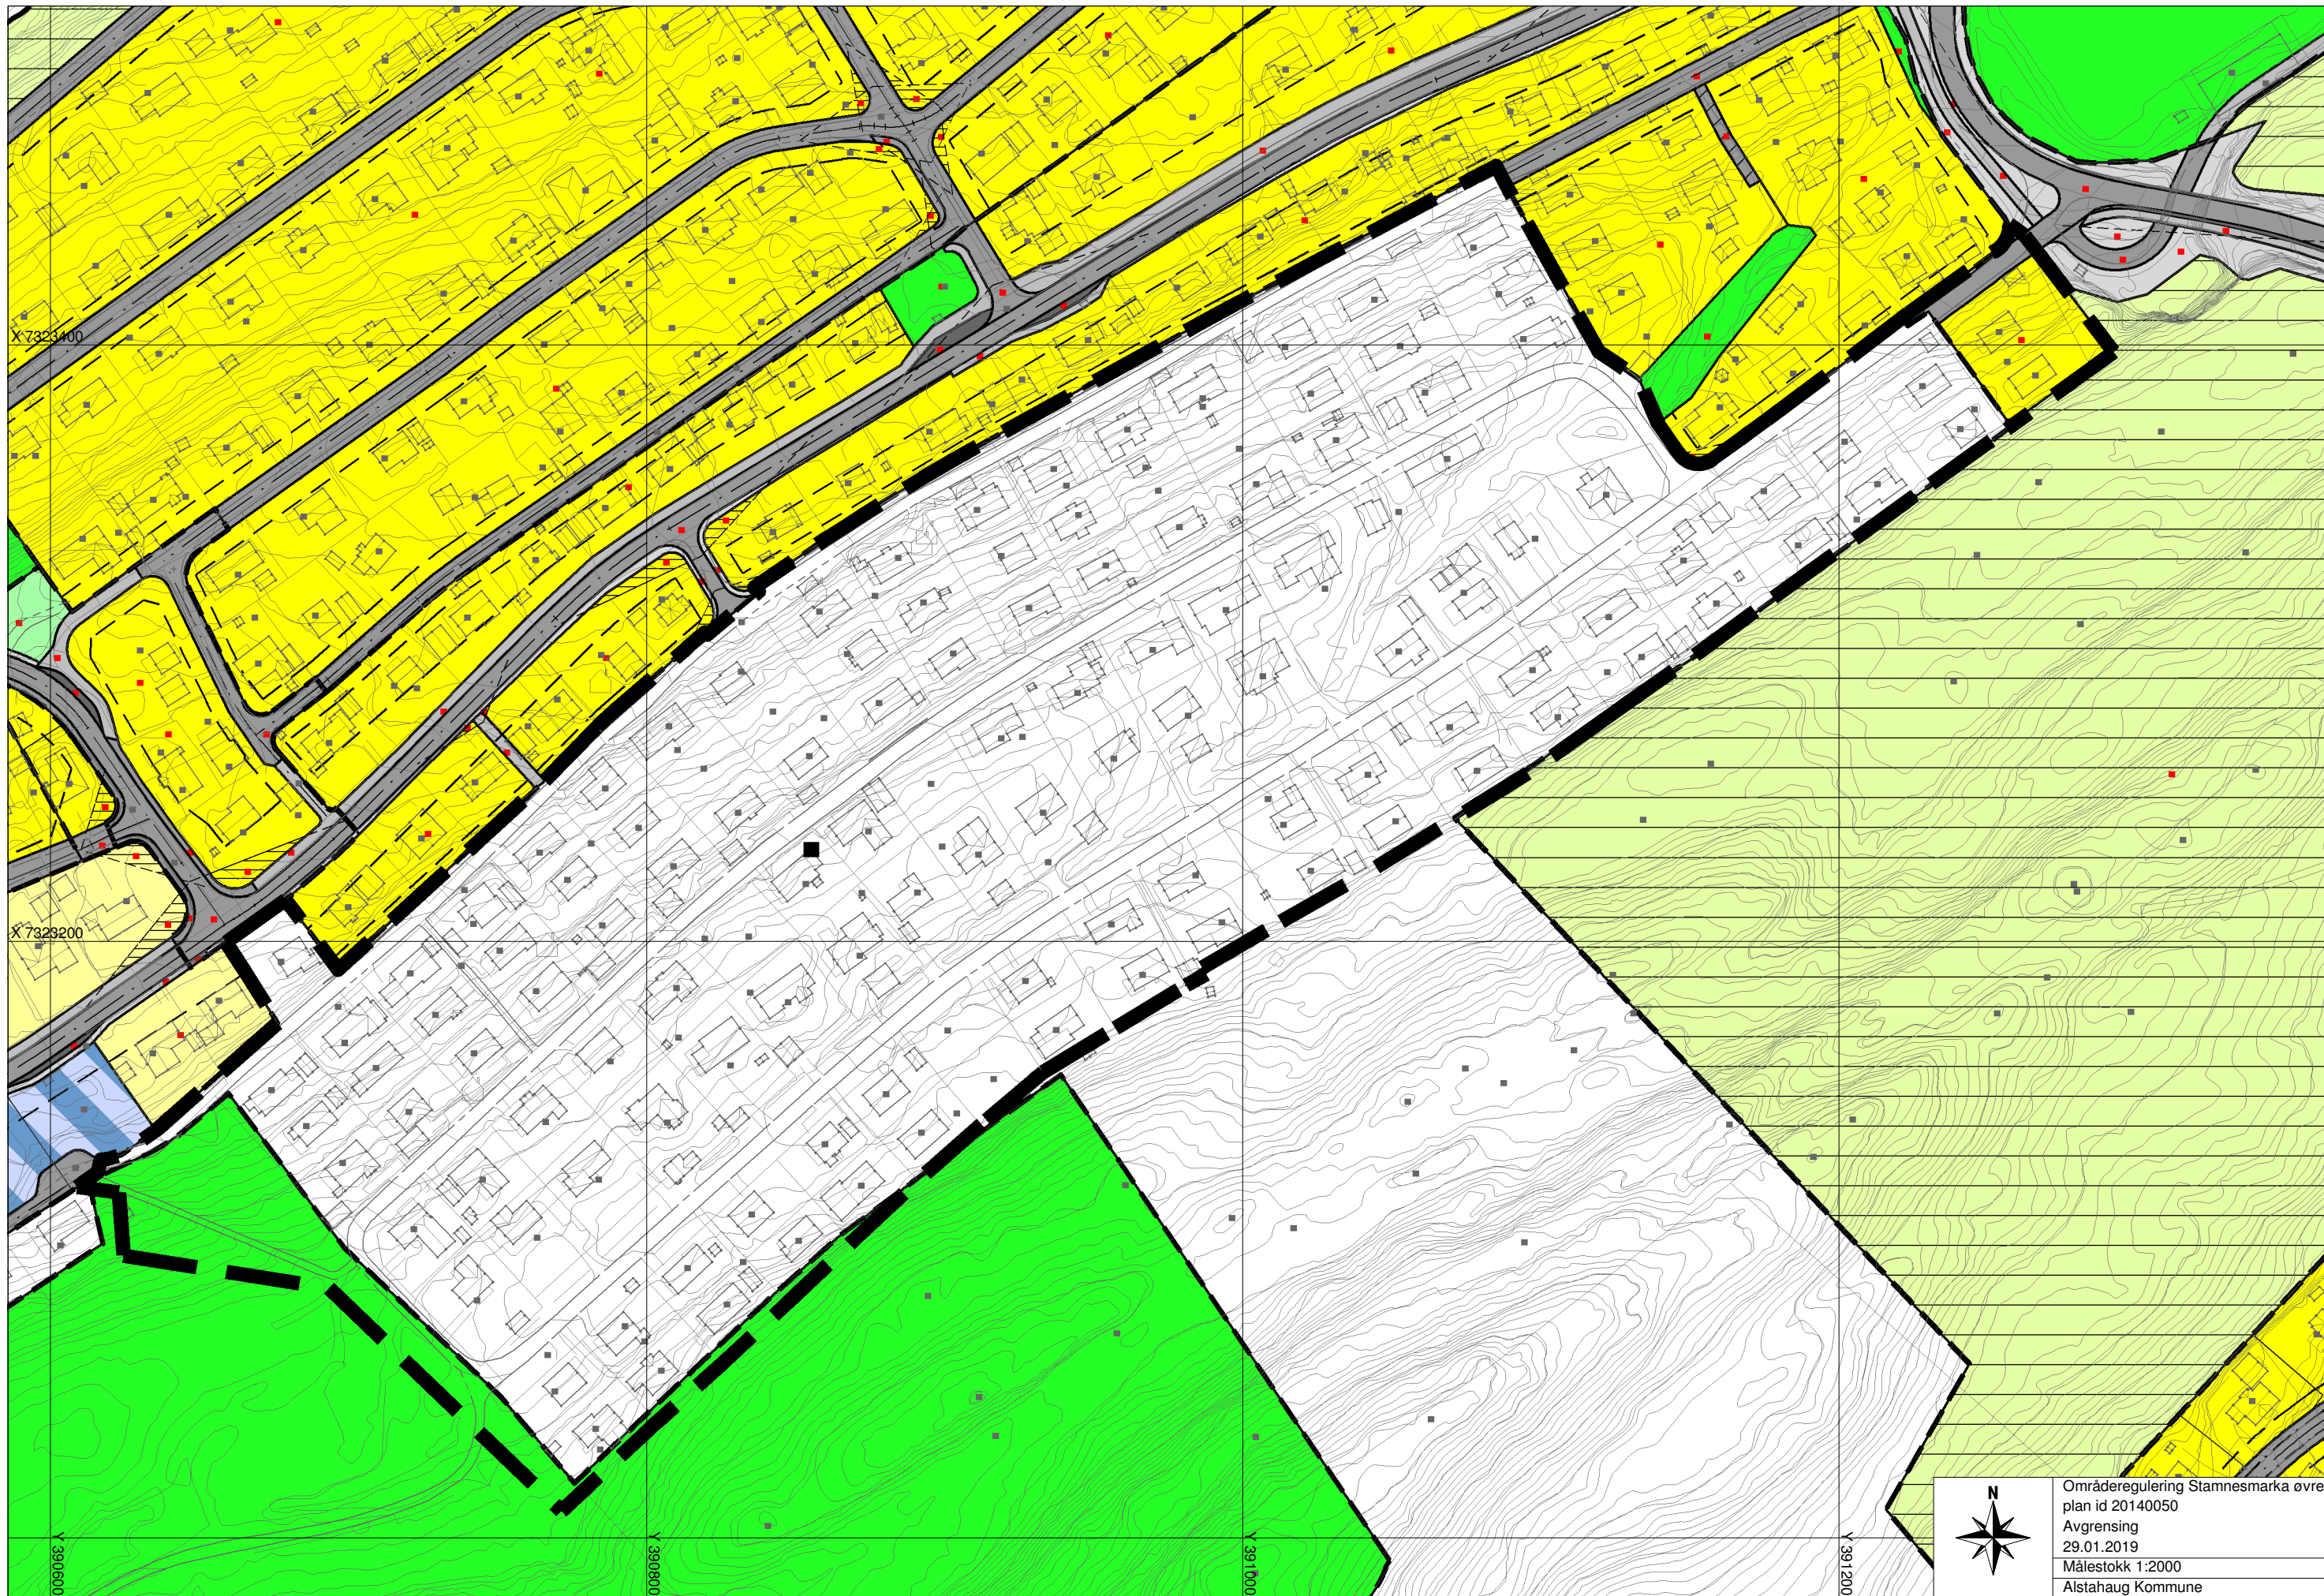 X 7323400
X 7323200
Y 390600
Y 390800
Y 391000
Y 391200
N
Områderegulering Stamnesmarka øvre
plan id 20140050
Avgrensing
29.01.2019
Målestokk 1:2000
Alstahaug Kommune